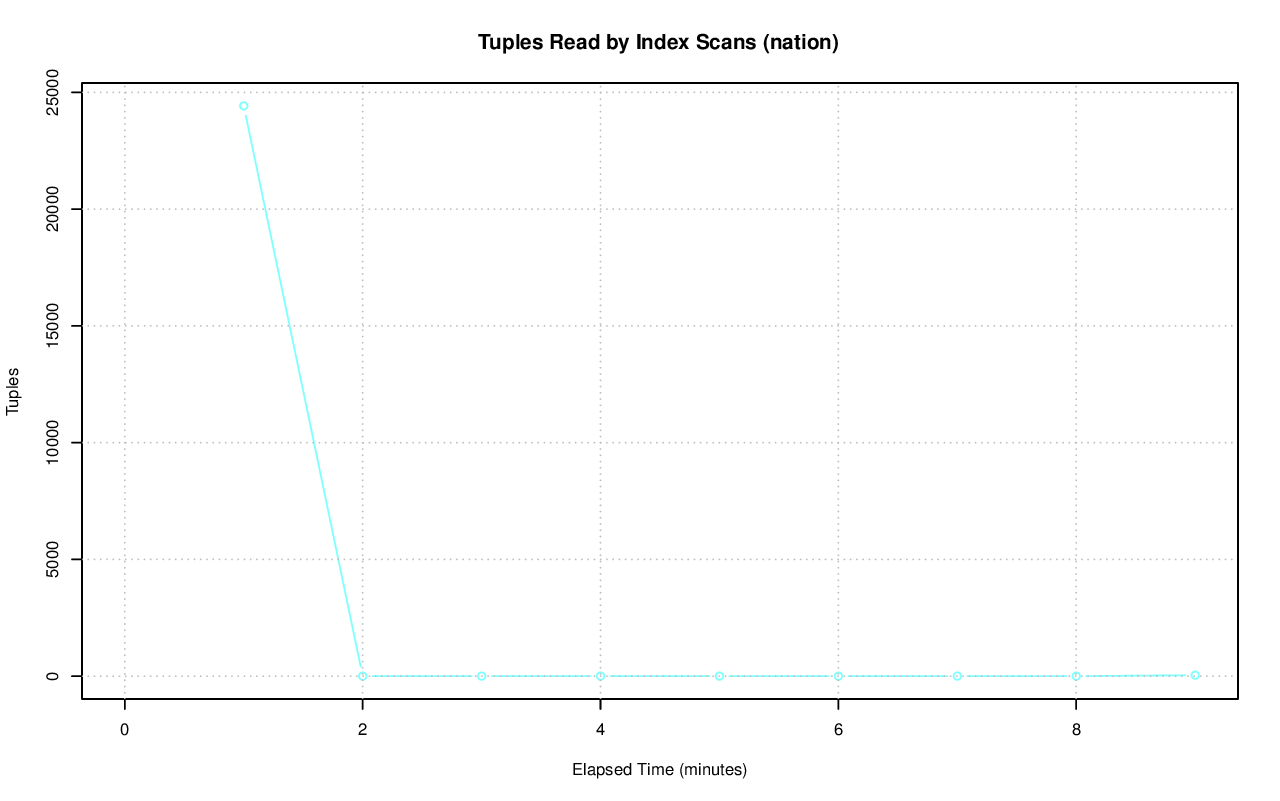 Tuples Read by Index Scans (nation)
25000
20000
15000
10000
5000
0
Tuples
0 2 4 6 8
Elapsed Time (minutes)